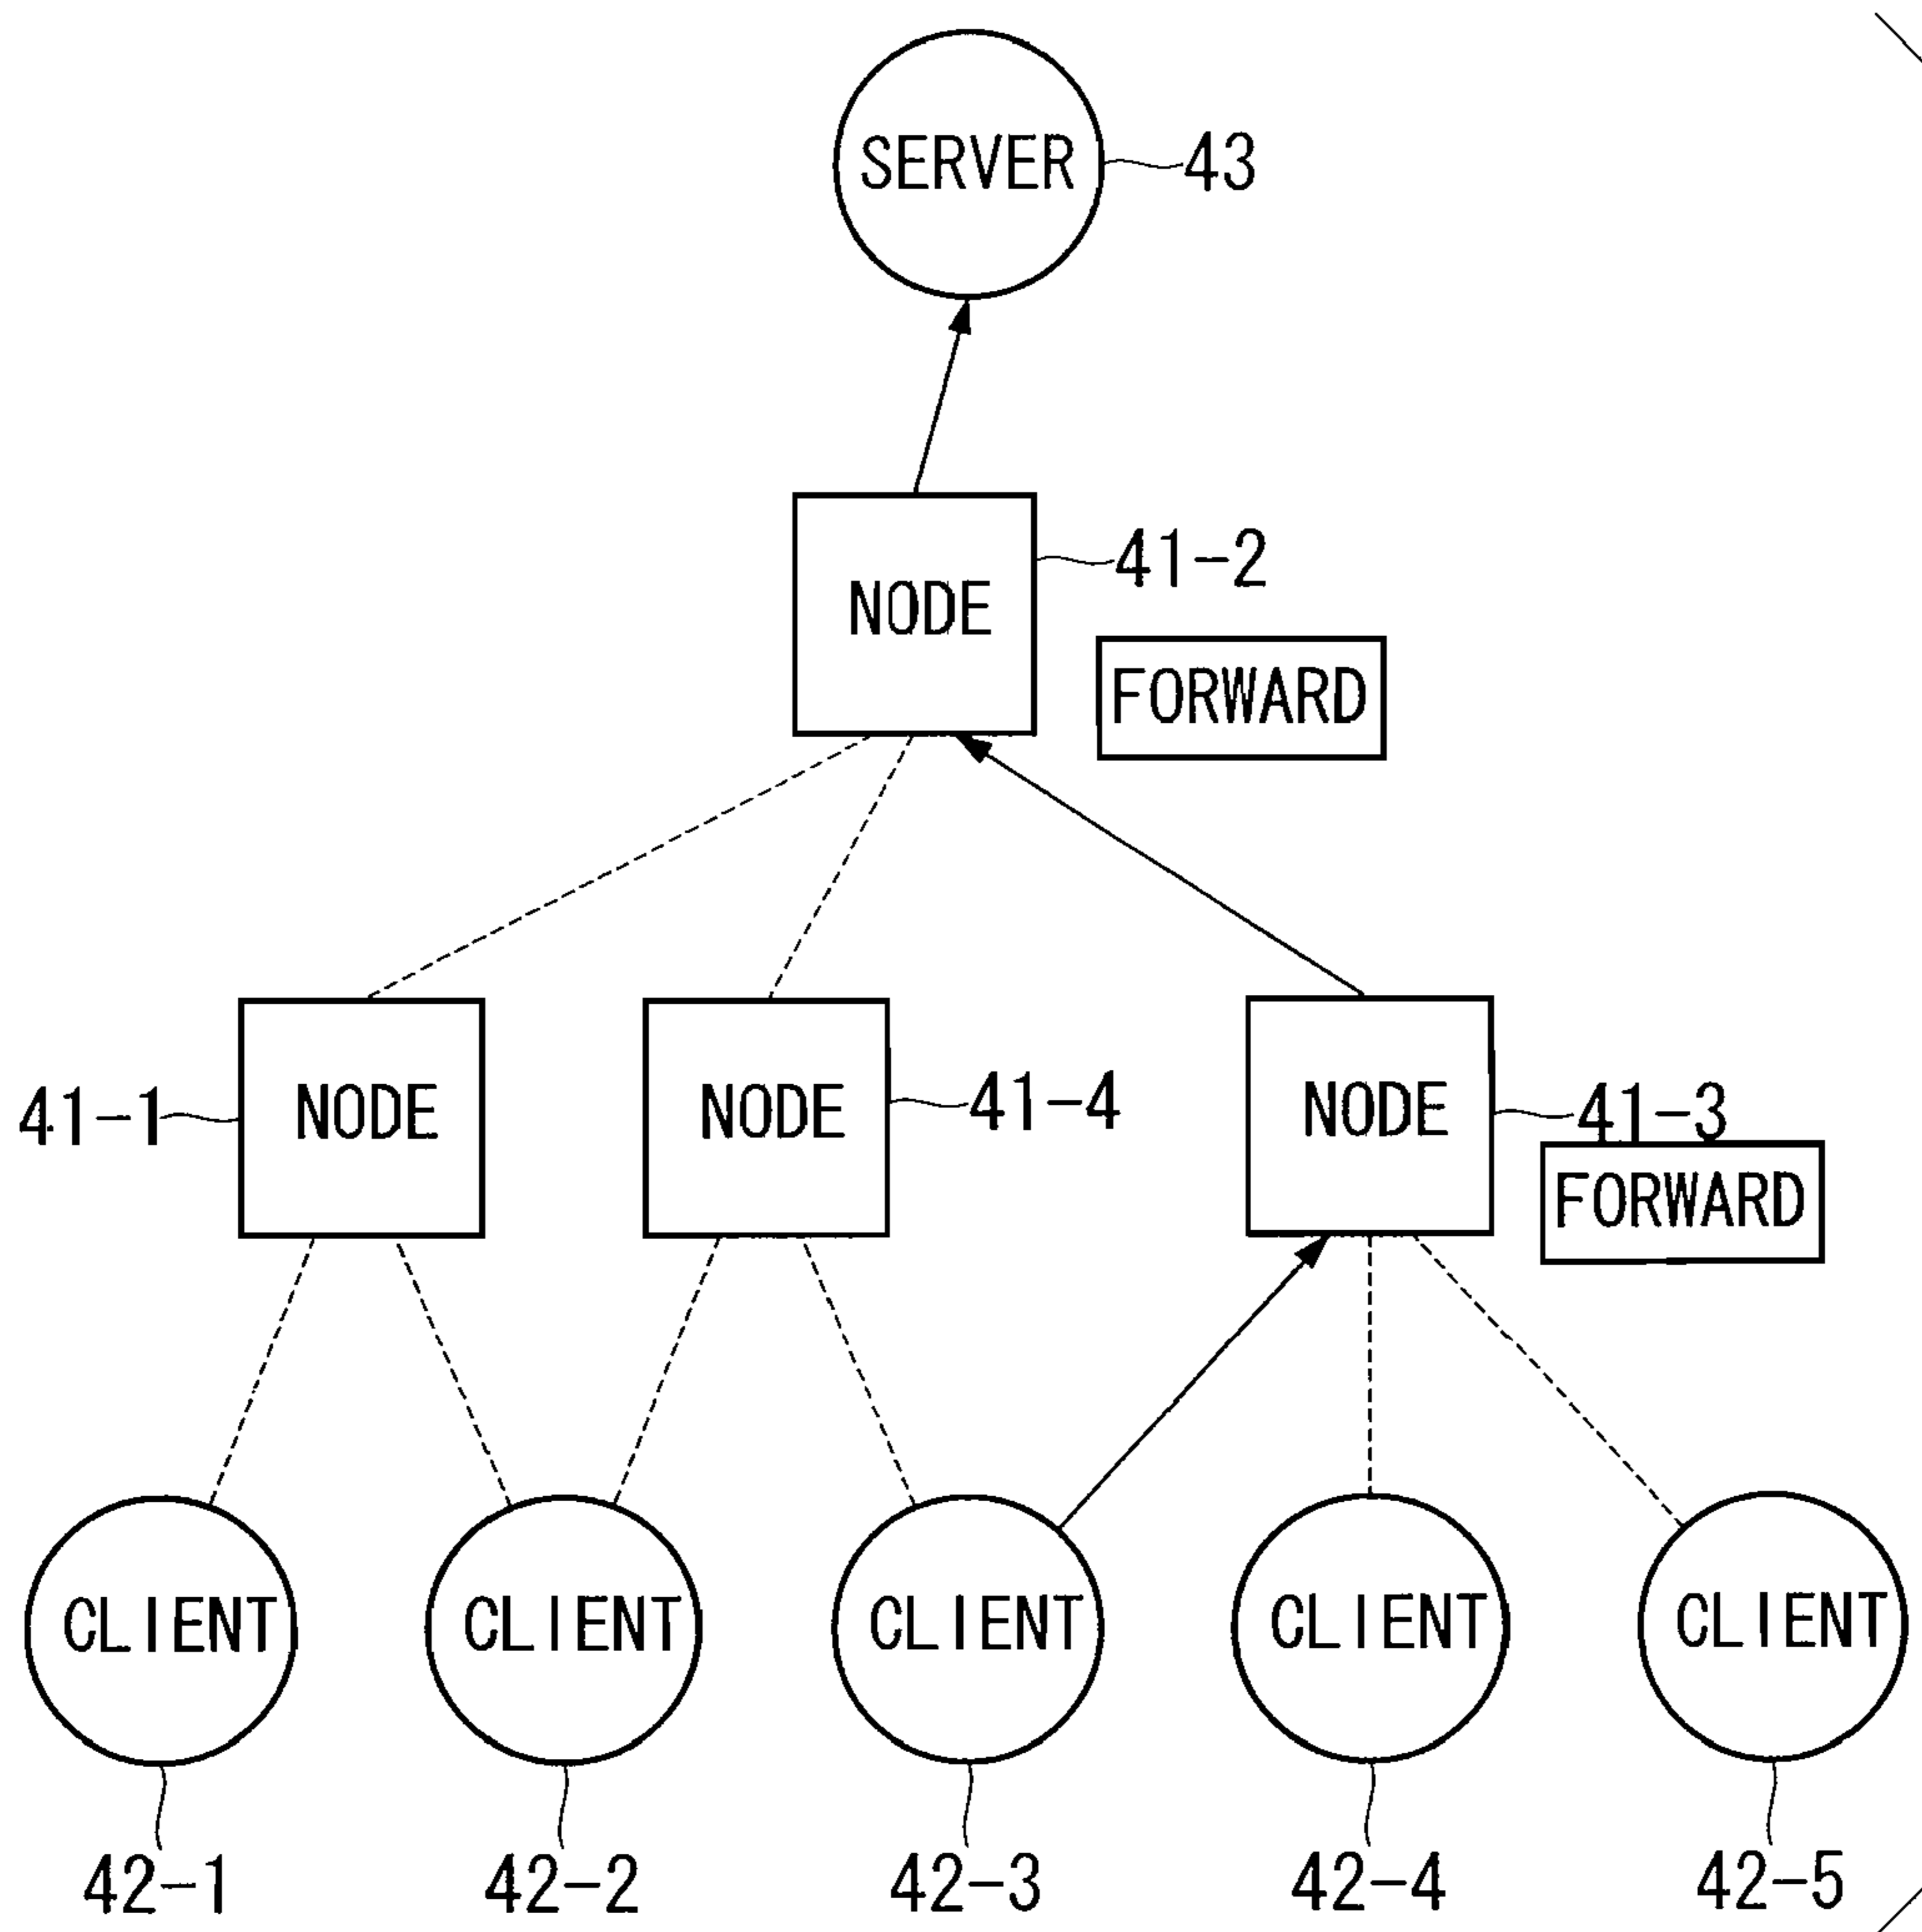 SERVER
43
NODE
41-2
FORWARD
41-1
NODE
NODE
41-4
NODE
41-3
FORWARD
CLIENT
CLIENT
CLIENT
CLIENT
CLIENT
42-1
42-2
42-3
42-4
42-5